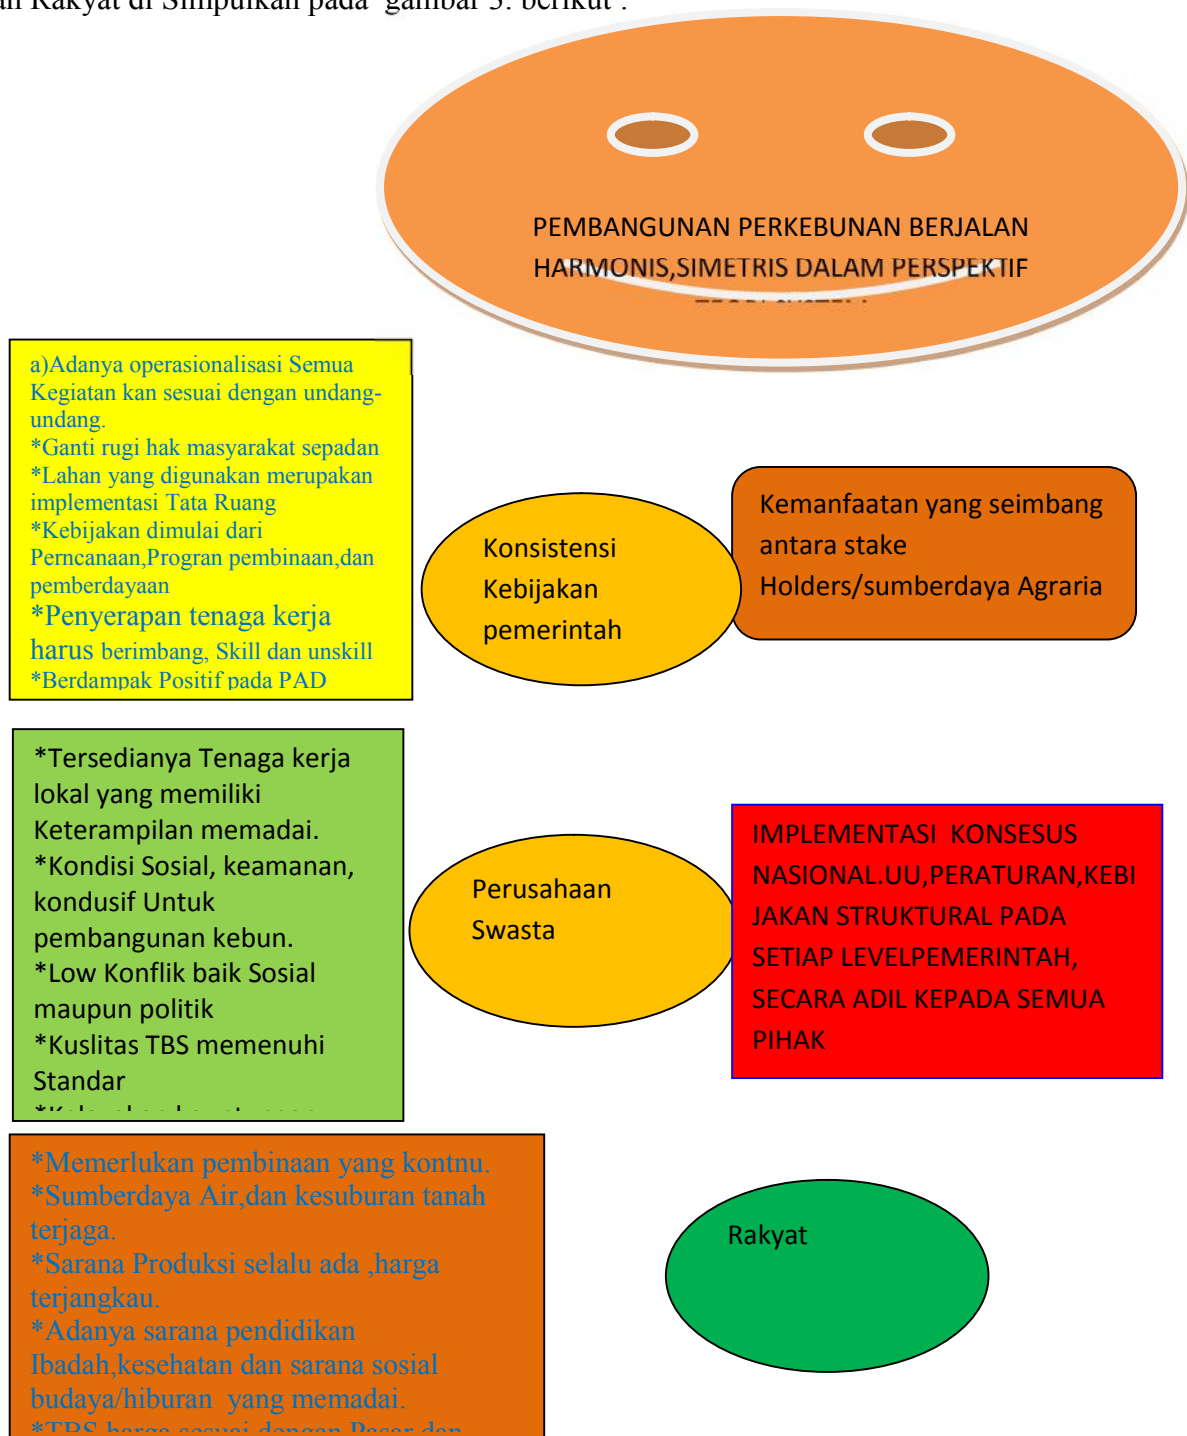 Rakyat di Simpulkan pada gambar 3. berikut :
PEMBANGUNAN PERKEBUNAN BERJALAN
HARMONIS,SIMETRIS DALAM PERSPEKTIF
a)Adanya operasionalisasi Semua
Kegiatan kan sesuai dengan undang-
undang.
*Ganti rugi hak masyarakat sepadan
*Lahan yang digunakan merupakan
implementasi Tata Ruang
*Kebijakan dimulai dari
Perncanaan,Progran pembinaan,dan
pemberdayaan
*Penyerapan tenaga kerja
harus berimbang, Skill dan unskill
*Berdampak Positif pada PAD
Konsistensi
Kebijakan
pemerintah
Kemanfaatan yang seimbang
antara stake
Holders/sumberdaya Agraria
*Tersedianya Tenaga kerja
lokal yang memiliki
Keterampilan memadai.
*Kondisi Sosial, keamanan,
kondusif Untuk
pembangunan kebun.
*Low Konflik baik Sosial
maupun politik
*Kuslitas TBS memenuhi
Standar
Perusahaan
Swasta
IMPLEMENTASI KONSESUS
NASIONAL.UU,PERATURAN,KEBI
JAKAN STRUKTURAL PADA
SETIAP LEVELPEMERINTAH,
SECARA ADIL KEPADA SEMUA
PIHAK
*Memerlukan pembinaan yang kontnu.
*Sumberdaya Air,dan kesuburan tanah
terjaga.
*Sarana Produksi selalu ada ,harga
terjangkau.
*Adanya sarana pendidikan
Ibadah,kesehatan dan sarana sosial
budaya/hiburan yang memadai.
*TBS harga sesuai dengan Pasar dan
Rakyat